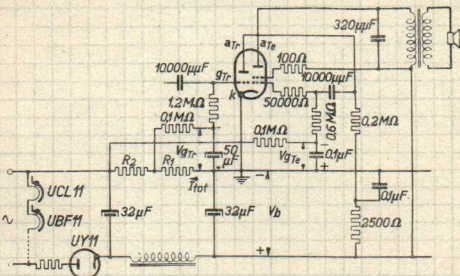 320μμF
aTr
aTe
100Ω
10000μμF
gTr
10000μμF
k
50000Ω
1,2MΩ
0,6MΩ
0,2MΩ
0,1MΩ
0,1MΩ
VgTr
50 μF
VgTe
0,1μF
R2
R1
Itot
UCL11
UBF11
32μF
32μF
Vb
0,1μF
2500Ω
UY11